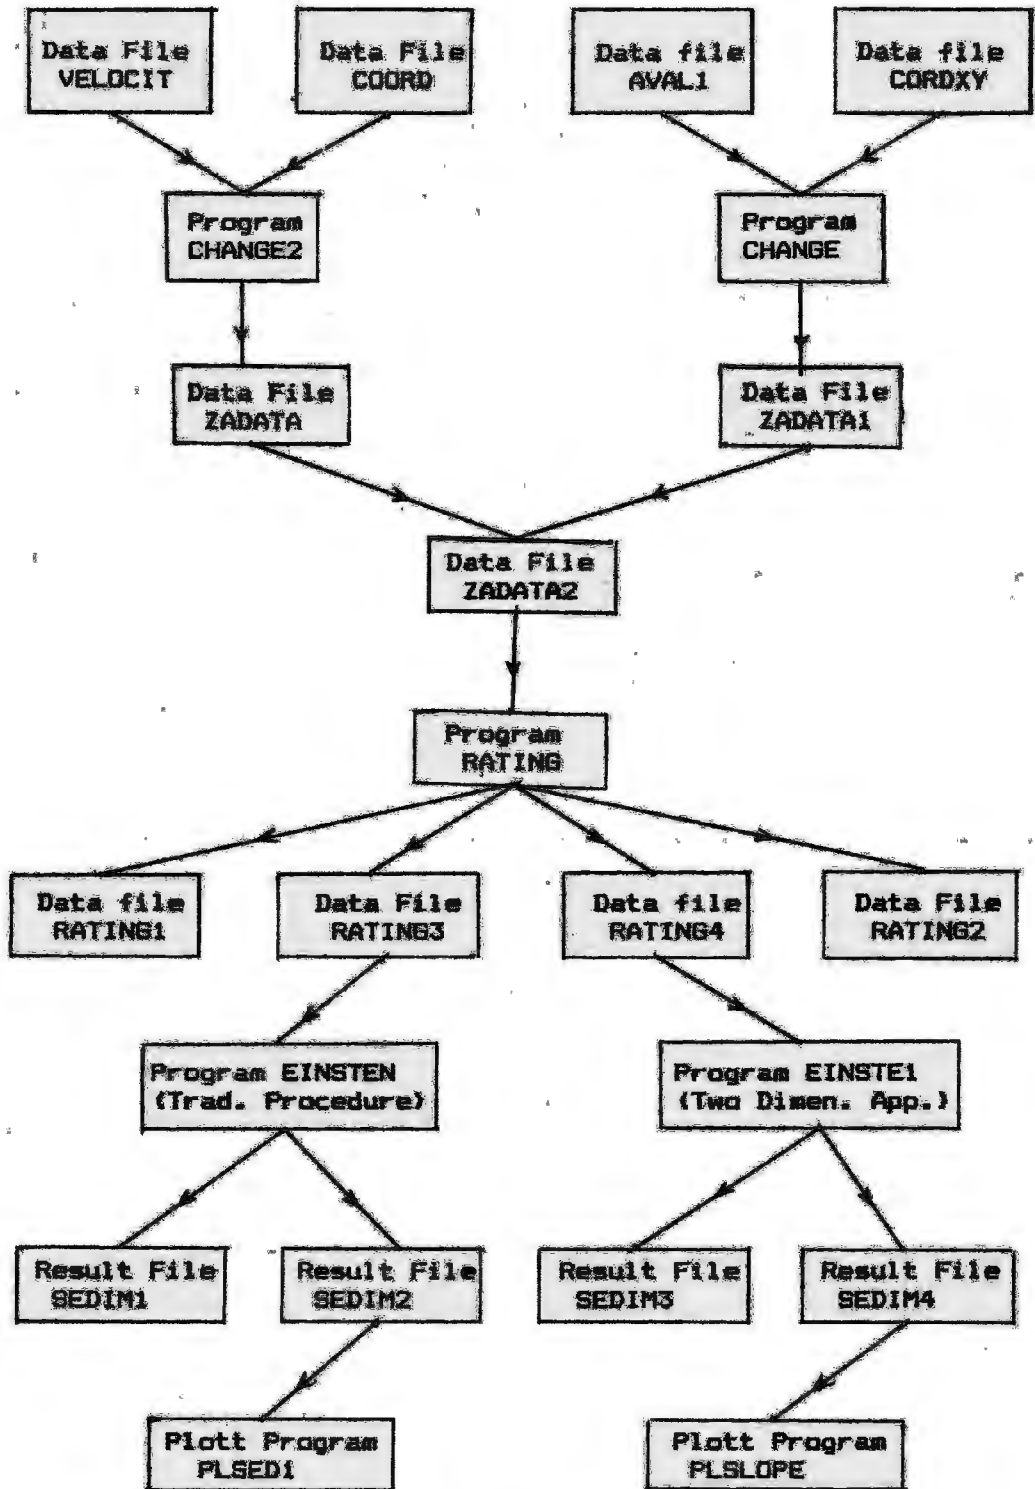 Data File
VELOCIT
Data File
COORD
Data file
AVAL1
Data file
CORDXY
Program
CHANGE2
Program
CHANGE
Data File
ZADATA
Data File
ZADATA1
Data File
ZADATA2
Program
RATING
Data file
RATING1
Data File
RATING3
Data file
RATING4
Data File
RATING2
Program EINSTEN
(Trad. Procedure)
Program EINSTE1
(Two Dimen. App.)
Result File
SEDIM1
Result File
SEDIM2
Result File
SEDIM3
Result File
SEDIM4
Plott Program
PLSED1
Plott Program
PLSLOPE